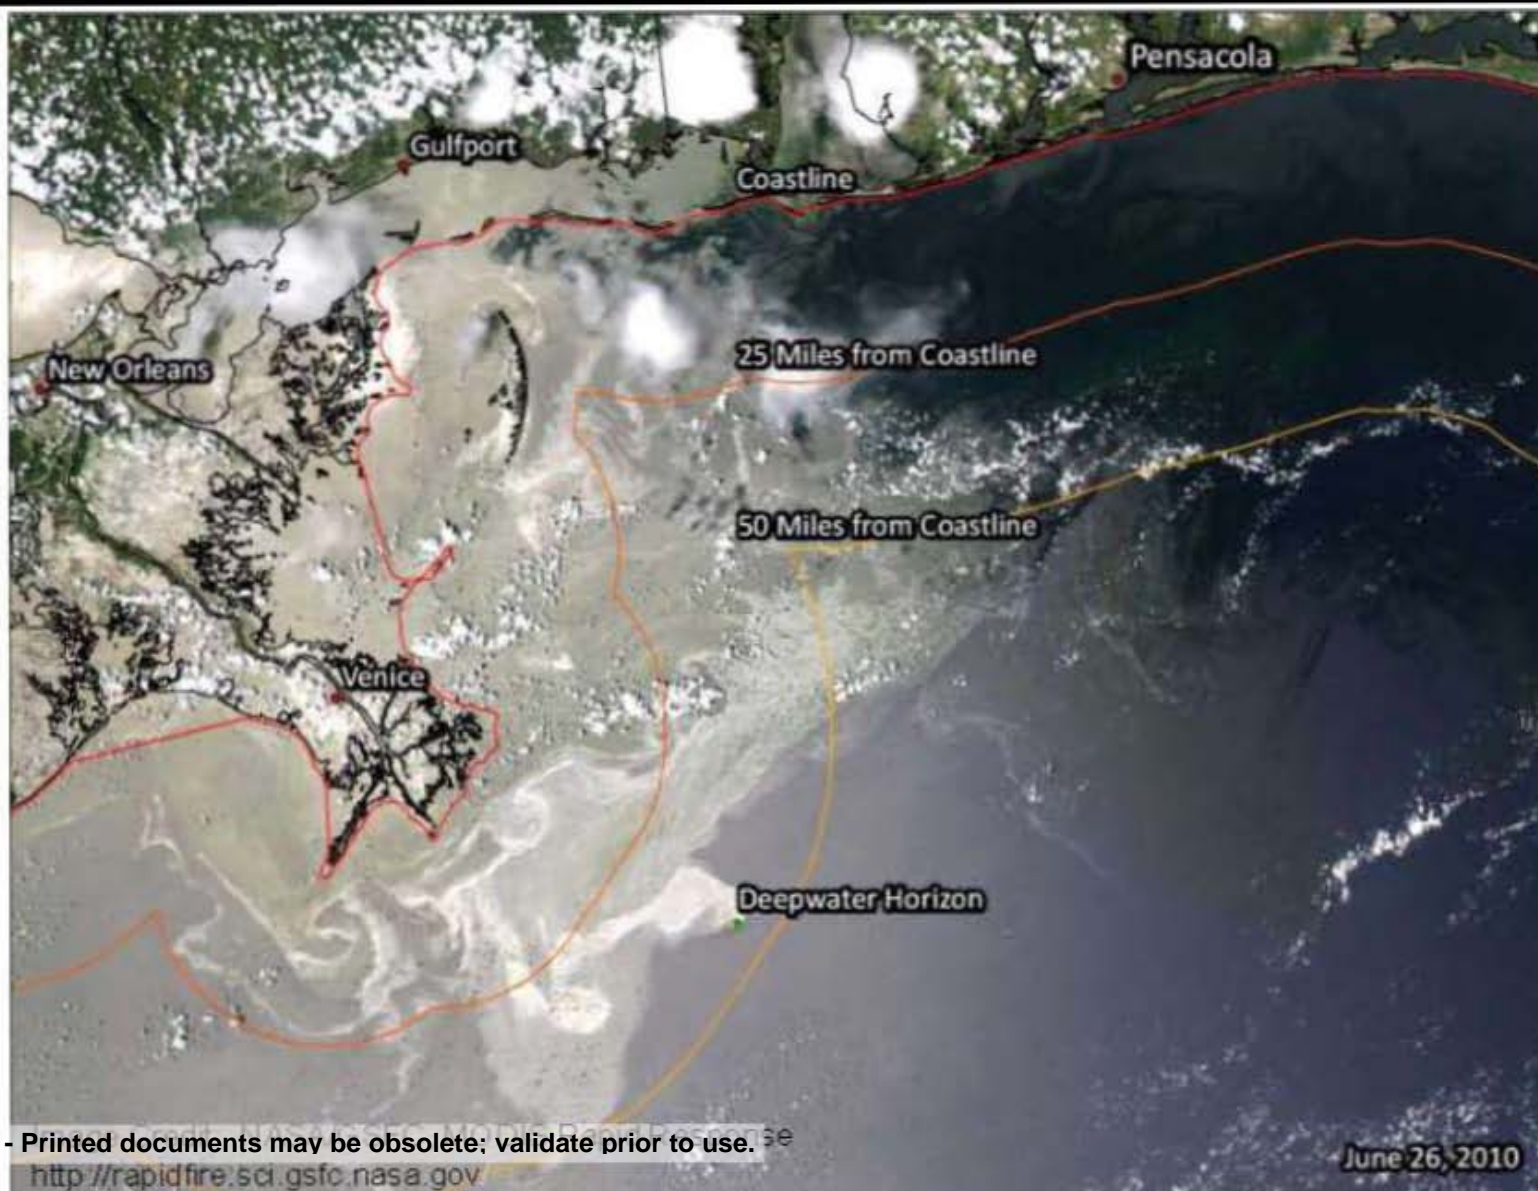 Pensacola
Gulfport
Coastline
25 Miles from Coastline
New Orleans
50 Miles from Coastline
Venice
Deepwater Horizon
- Printed documents may be obsolete; validate prior to use.
http://rapidfire.sci.gsfc.nasa.gov
June 26, 2010